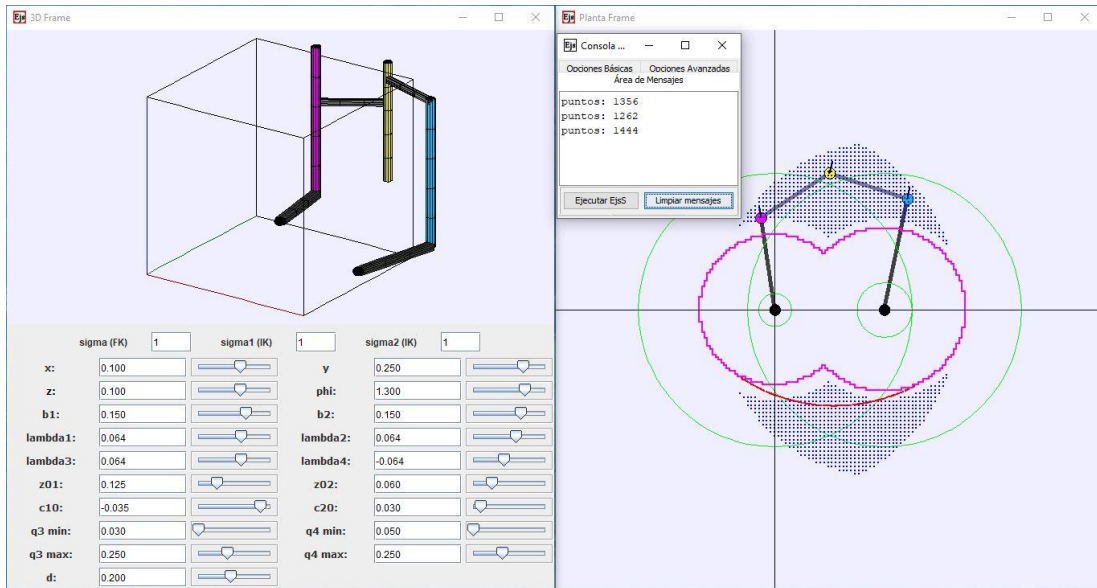 Ejs 3D Frame
Ejs Planta Frame
Ejs Consola ...
Opciones Básicas Opciones Avanzadas
Área de Mensajes
puntos: 1356
puntos: 1262
puntos: 1444
Ejecutar EjsS Limpiar mensajes
sigma (FK) 1 sigma1 (IK) 1 sigma2 (IK) 1
x: 0.100 y 0.250
z: 0.100 phi: 1.300
b1: 0.150 b2: 0.150
lambda1: 0.064 lambda2: 0.064
lambda3: 0.064 lambda4: -0.064
z01: 0.125 z02: 0.060
c10: -0.035 c20: 0.030
q3 min: 0.030 q4 min: 0.050
q3 max: 0.250 q4 max: 0.250
d: 0.200